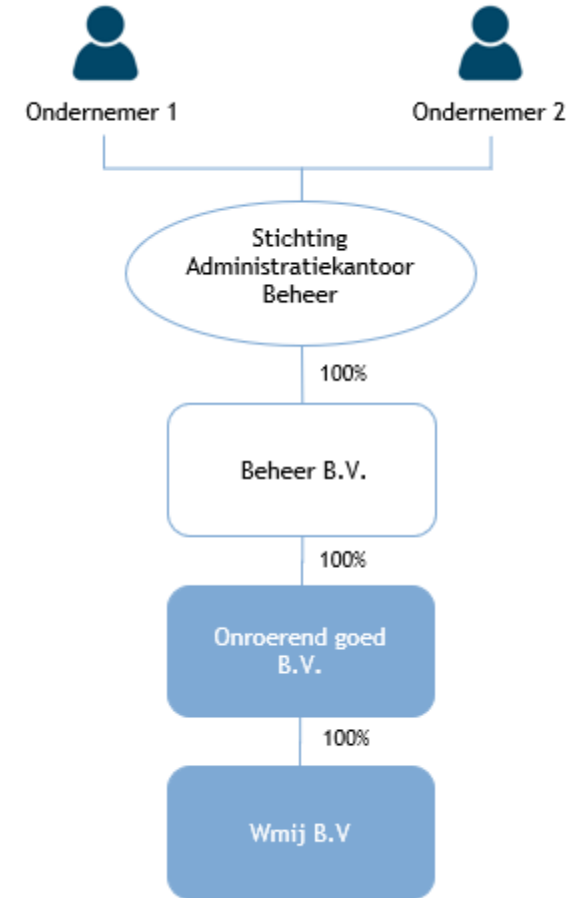 Ondernemer 1
Ondernemer 2
Stichting
Administratiekantoor
Beheer
100%
Beheer B.V.
100%
Onroerend goed
B.V.
100%
Wmij B.V